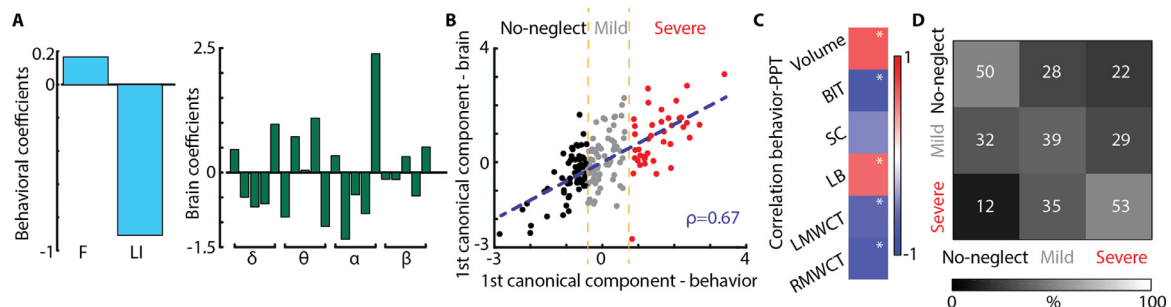 A
Behavioral coefficients
0.2
0
-1
F LI
Brain coefficients
2.5
0
-1.5
δ θ α β
B
No-neglect Mild Severe
1st canonical component - brain
4
0
-3
ρ=0.67
-3 0 4
1st canonical component - behavior
C
Correlation behavior-PPT
Volume *
BIT *
SC
LB *
LMWCT *
RMWCT *
1
-1
D
No-neglect 50 28 22
Mild 32 39 29
Severe 12 35 53
No-neglect Mild Severe
0 % 100